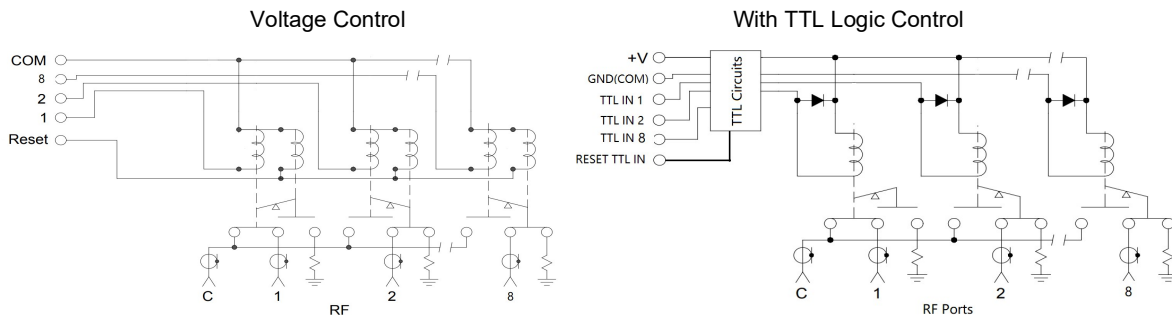 Voltage Control
COM
8
2
1
Reset
C
1
2
8
RF
With TTL Logic Control
+V
GND(COM)
TTL IN 1
TTL IN 2
TTL IN 8
RESET TTL IN
TTL Circuits
C
1
2
8
RF Ports